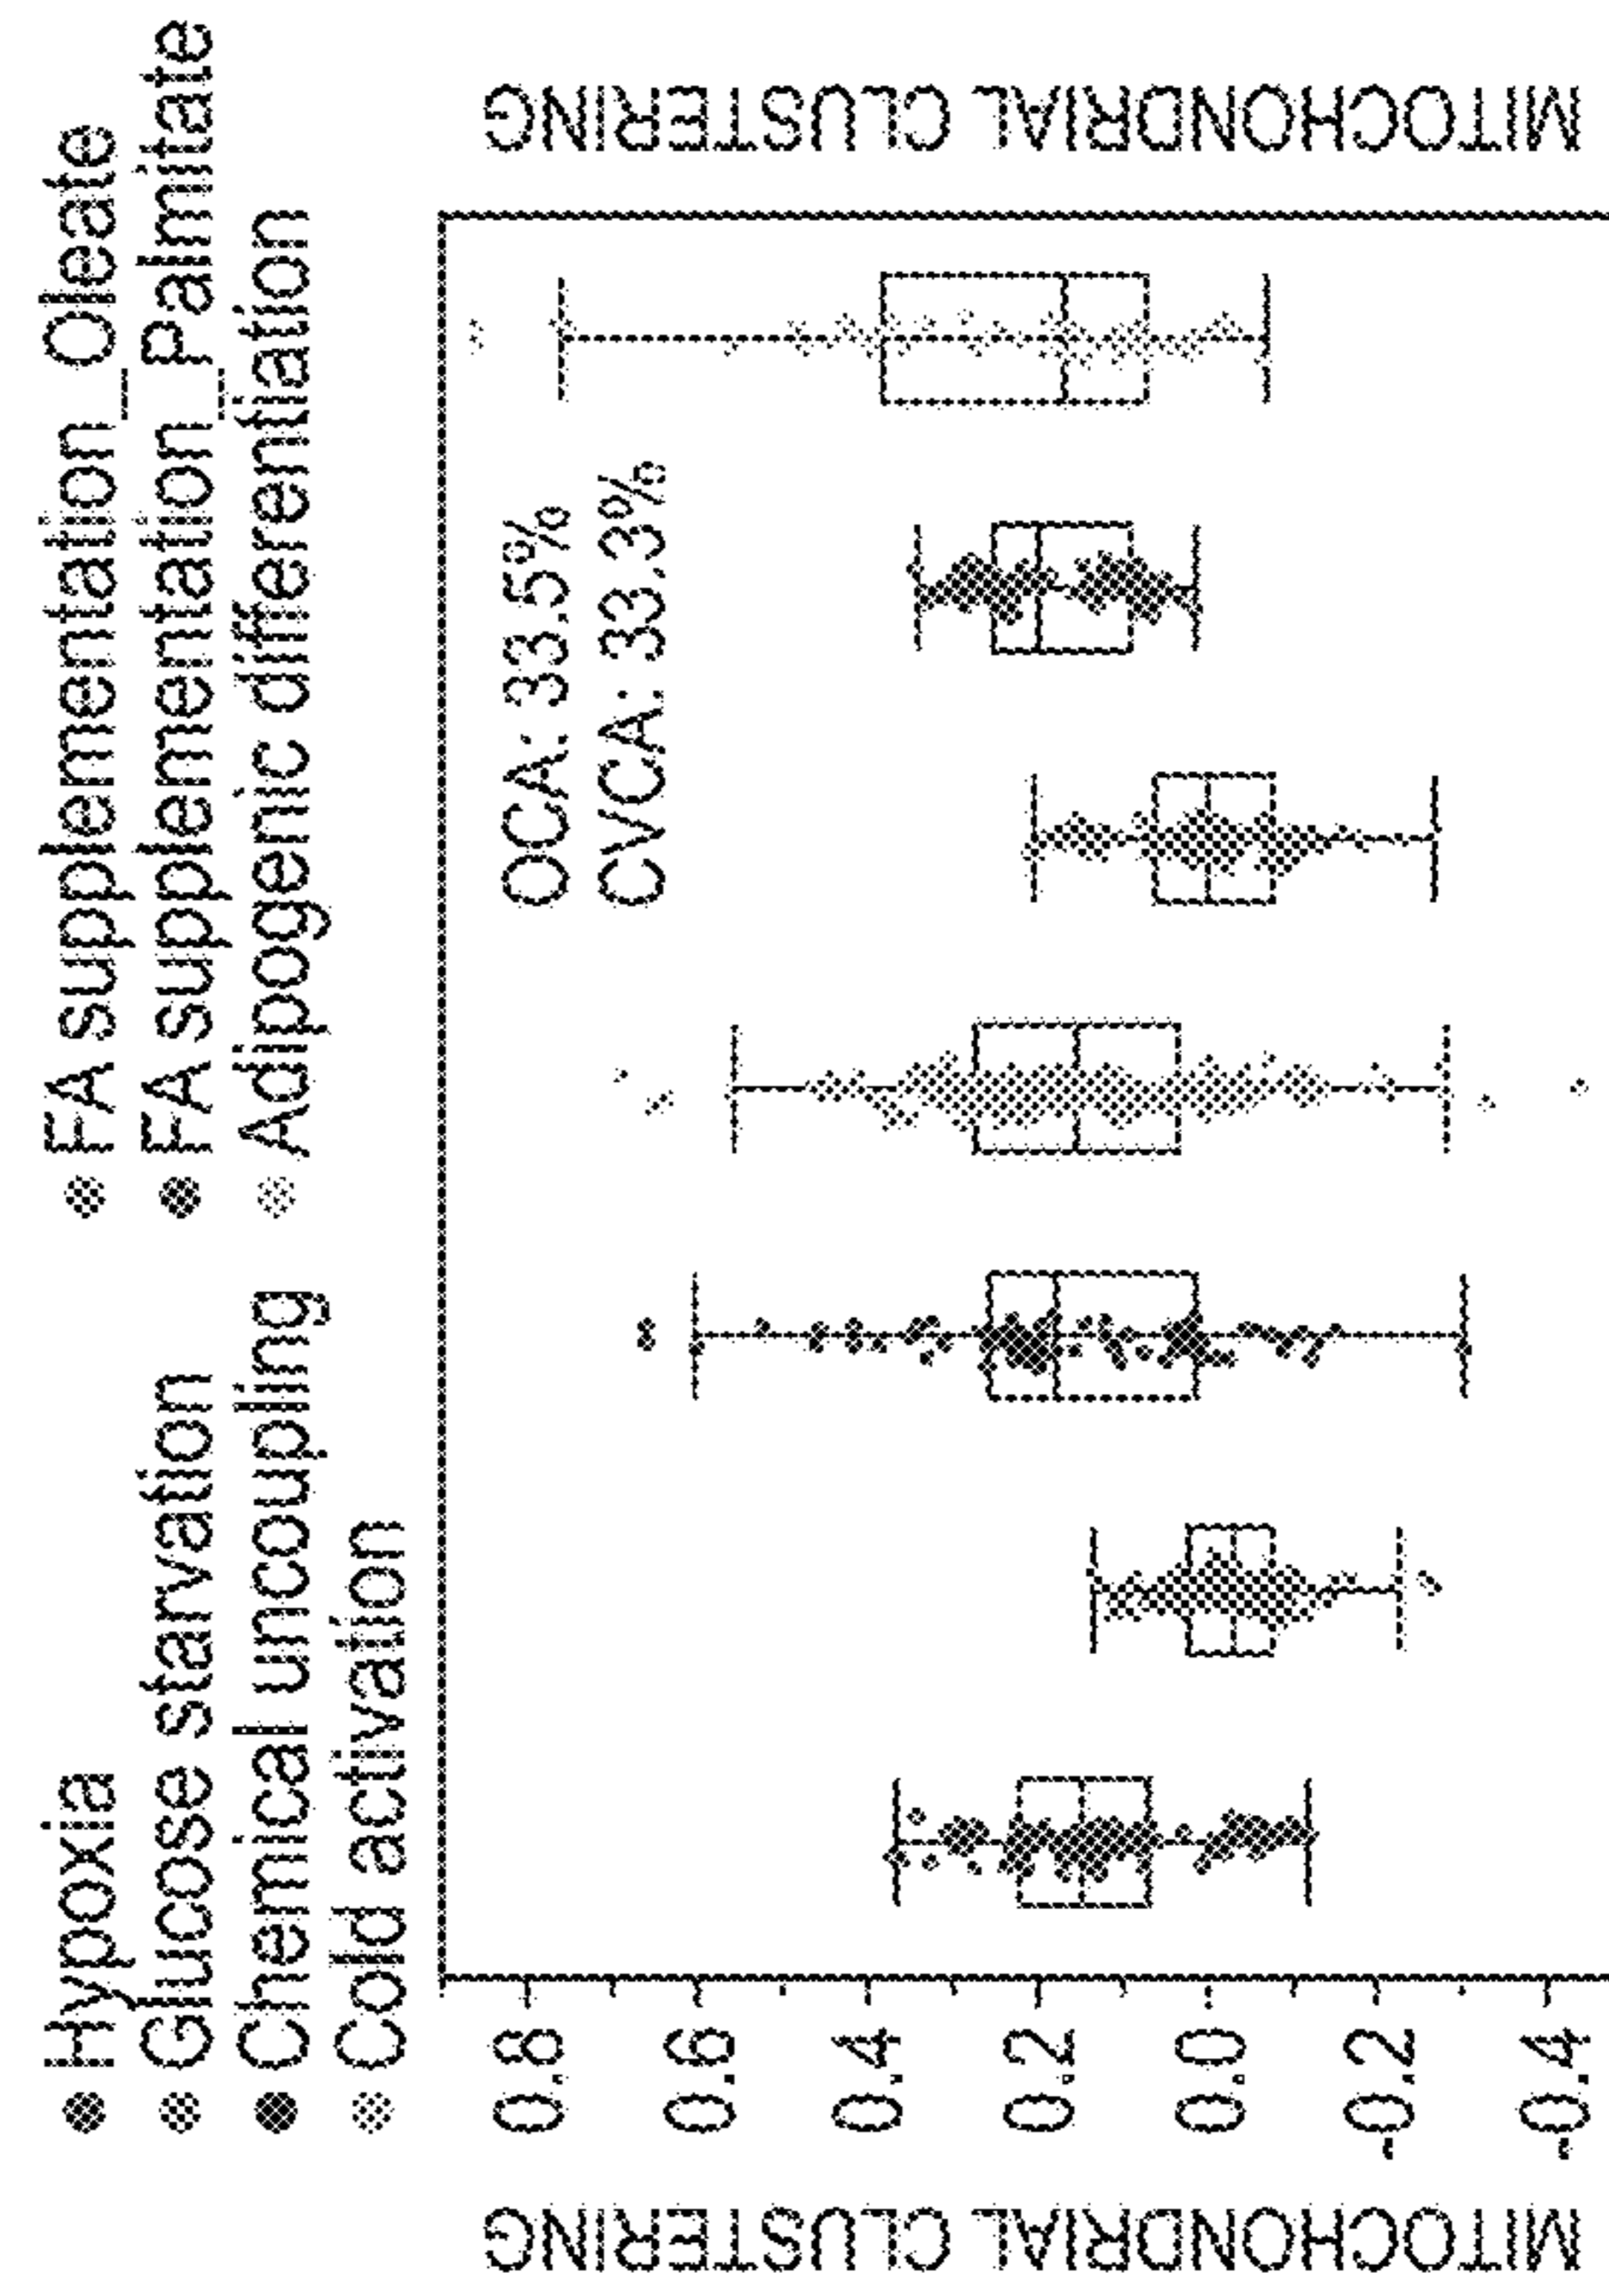 Hypoxia
Glucose starvation
Chemical uncoupling
Cold activation
FA supplementation_Oleate
FA supplementation_Palmitate
Adipogenic differentiation
MITOCHONDRIAL CLUSTERING
0.8
0.6
0.4
0.2
0.0
-0.2
-0.4
OCA: 33.5%
CVCA: 33.3%
MITOCHONDRIAL CLUSTERING